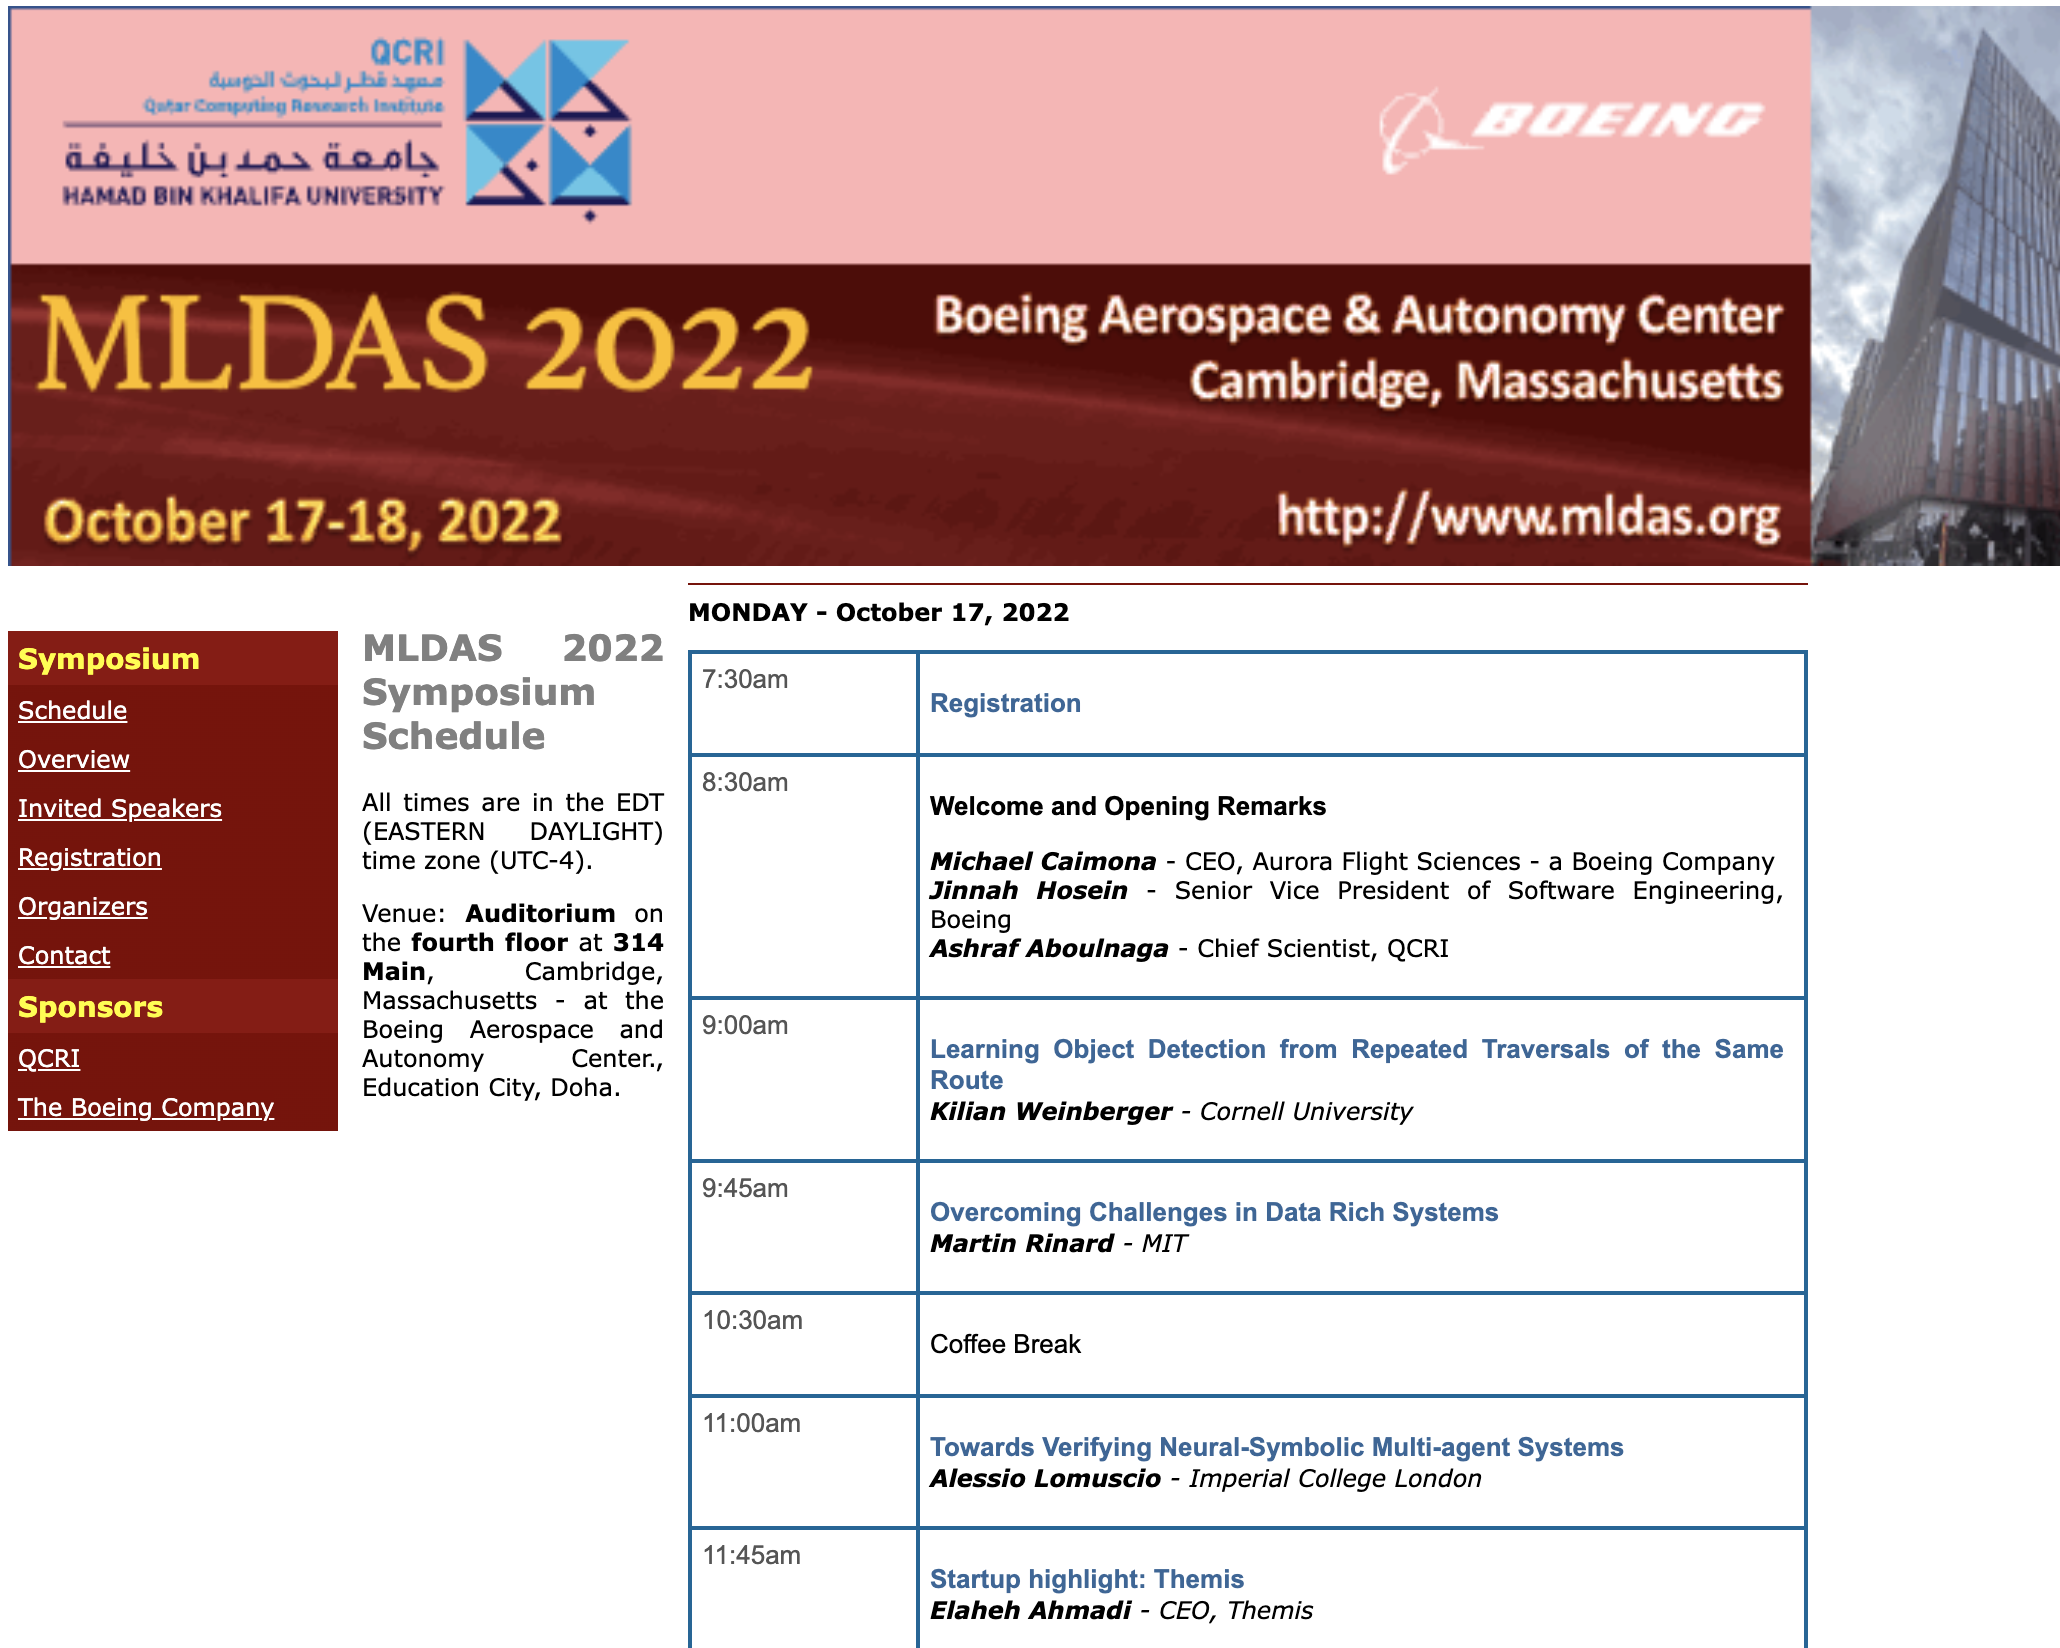 QCRI
معهد قطر لبحوث الحوسبة
Qatar Computing Research Institute
جامعة حمد بن خليفة
HAMAD BIN KHALIFA UNIVERSITY
BOEING
MLDAS 2022
Boeing Aerospace & Autonomy Center
Cambridge, Massachusetts
October 17-18, 2022
http://www.mldas.org
Symposium
Schedule
Overview
Invited Speakers
Registration
Organizers
Contact
Sponsors
QCRI
The Boeing Company
MLDAS 2022
Symposium
Schedule
All times are in the EDT
(EASTERN DAYLIGHT)
time zone (UTC-4).
Venue: Auditorium on
the fourth floor at 314
Main, Cambridge,
Massachusetts - at the
Boeing Aerospace and
Autonomy Center.,
Education City, Doha.
MONDAY - October 17, 2022
7:30am
Registration
8:30am
Welcome and Opening Remarks
Michael Caimona - CEO, Aurora Flight Sciences - a Boeing Company
Jinnah Hosein - Senior Vice President of Software Engineering,
Boeing
Ashraf Aboulnaga - Chief Scientist, QCRI
9:00am
Learning Object Detection from Repeated Traversals of the Same
Route
Kilian Weinberger - Cornell University
9:45am
Overcoming Challenges in Data Rich Systems
Martin Rinard - MIT
10:30am
Coffee Break
11:00am
Towards Verifying Neural-Symbolic Multi-agent Systems
Alessio Lomuscio - Imperial College London
11:45am
Startup highlight: Themis
Elaheh Ahmadi - CEO, Themis